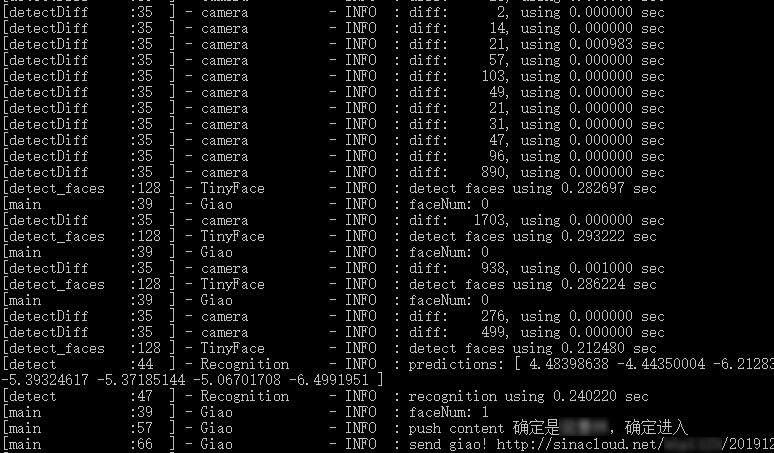 [detectDiff :35 ] - camera - INFO : diff: 2, using 0.000000 sec
[detectDiff :35 ] - camera - INFO : diff: 14, using 0.000000 sec
[detectDiff :35 ] - camera - INFO : diff: 21, using 0.000983 sec
[detectDiff :35 ] - camera - INFO : diff: 57, using 0.000000 sec
[detectDiff :35 ] - camera - INFO : diff: 103, using 0.000000 sec
[detectDiff :35 ] - camera - INFO : diff: 49, using 0.000000 sec
[detectDiff :35 ] - camera - INFO : diff: 21, using 0.000000 sec
[detectDiff :35 ] - camera - INFO : diff: 31, using 0.000000 sec
[detectDiff :35 ] - camera - INFO : diff: 47, using 0.000000 sec
[detectDiff :35 ] - camera - INFO : diff: 96, using 0.000000 sec
[detectDiff :35 ] - camera - INFO : diff: 890, using 0.000000 sec
[detect_faces :128 ] - TinyFace - INFO : detect faces using 0.282697 sec
[main :39 ] - Giao - INFO : faceNum: 0
[detectDiff :35 ] - camera - INFO : diff: 1703, using 0.000000 sec
[detect_faces :128 ] - TinyFace - INFO : detect faces using 0.293222 sec
[main :39 ] - Giao - INFO : faceNum: 0
[detectDiff :35 ] - camera - INFO : diff: 938, using 0.001000 sec
[detect_faces :128 ] - TinyFace - INFO : detect faces using 0.286224 sec
[main :39 ] - Giao - INFO : faceNum: 0
[detectDiff :35 ] - camera - INFO : diff: 276, using 0.000000 sec
[detectDiff :35 ] - camera - INFO : diff: 499, using 0.000000 sec
[detect_faces :128 ] - TinyFace - INFO : detect faces using 0.212480 sec
[detect :44 ] - Recognition - INFO : predictions: [ 4.48398638 -4.44350004 -6.21283
-5.39324617 -5.37185144 -5.06701708 -6.4991951 ]
[detect :47 ] - Recognition - INFO : recognition using 0.240220 sec
[main :39 ] - Giao - INFO : faceNum: 1
[main :57 ] - Giao - INFO : push content 确定是 , 确定进入
[main :66 ] - Giao - INFO : send giao! http://sinacloud.net/ /201912